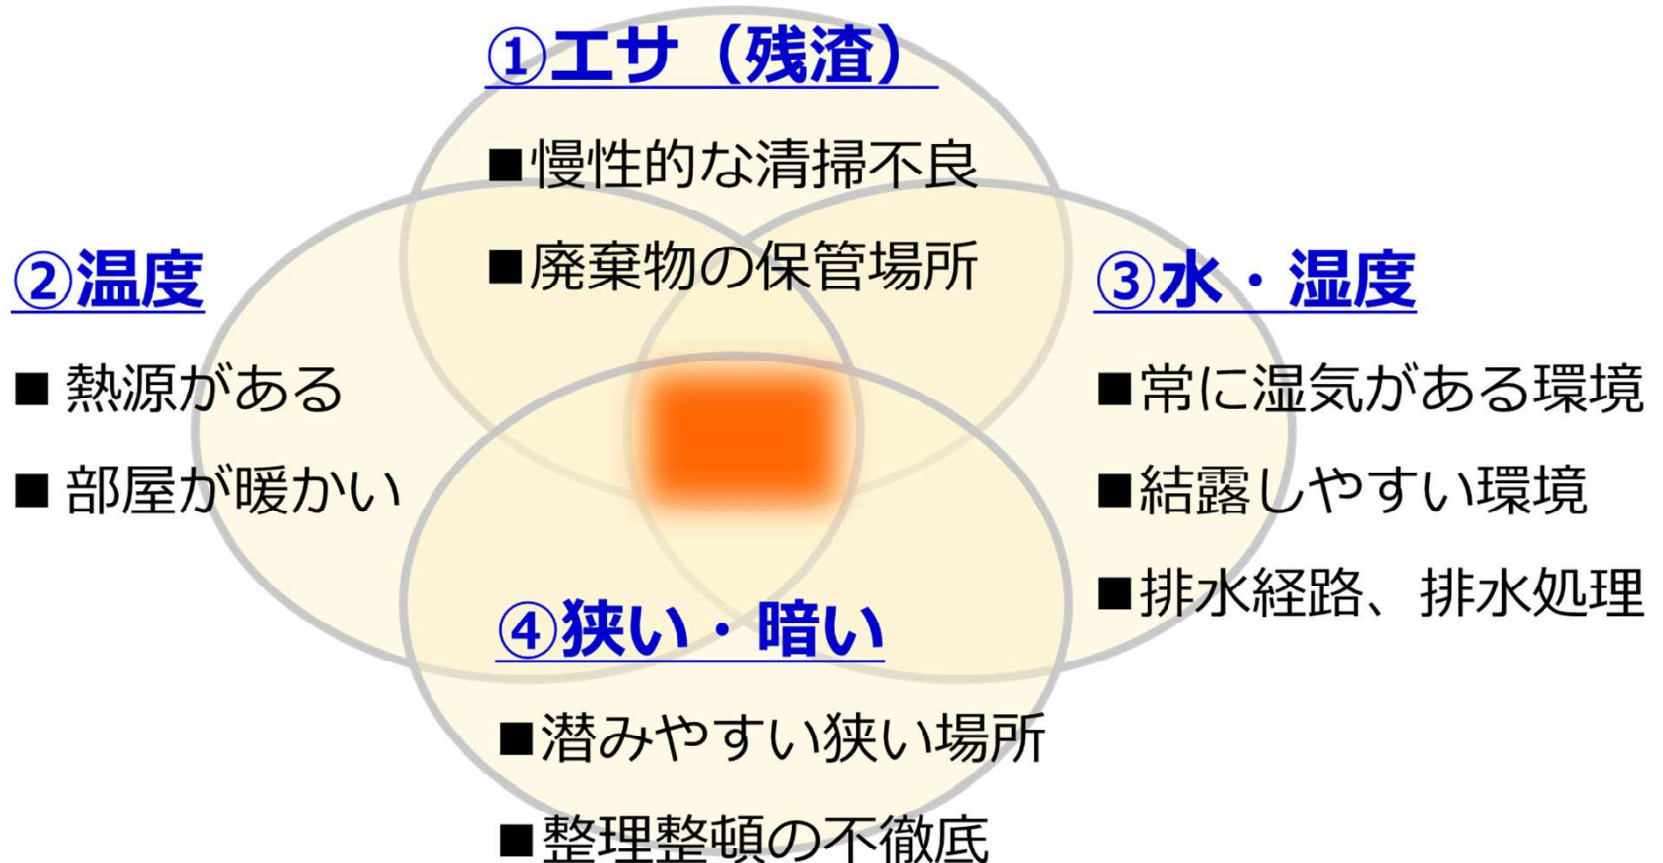 ①エサ（残渣）
■慢性的な清掃不良
■廃棄物の保管場所
②温度
■ 熱源がある
■ 部屋が暖かい
③水・湿度
■常に湿気がある環境
■結露しやすい環境
■排水経路、排水処理
④狭い・暗い
■潜みやすい狭い場所
■整理整頓の不徹底